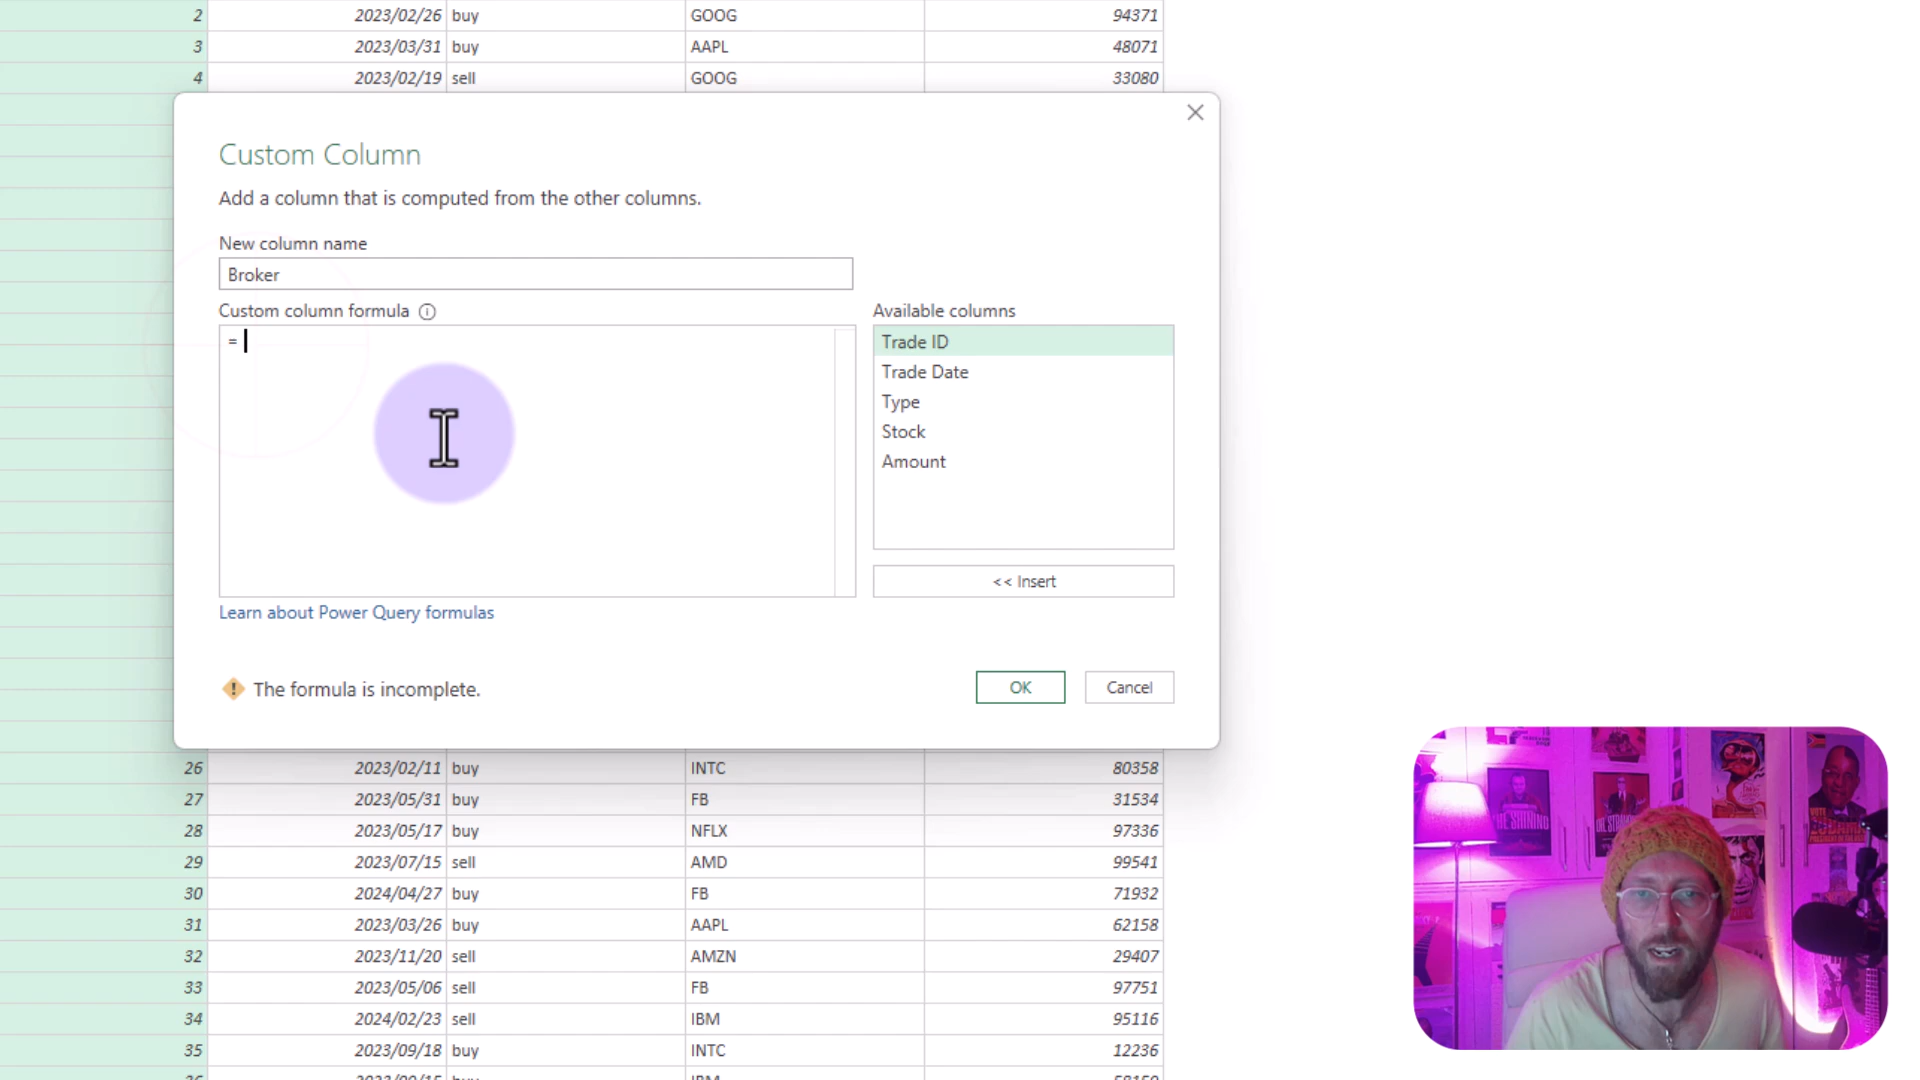 2 2023/02/26 buy GOOG 94371
3 2023/03/31 buy AAPL 48071
4 2023/02/19 sell GOOG 33080
Custom Column
Add a column that is computed from the other columns.
New column name
Broker
Custom column formula
=
Available columns
Trade ID
Trade Date
Type
Stock
Amount
<< Insert
Learn about Power Query formulas
The formula is incomplete.
OK
Cancel
26 2023/02/11 buy INTC 80358
27 2023/05/31 buy FB 31534
28 2023/05/17 buy NFLX 97336
29 2023/07/15 sell AMD 99541
30 2024/04/27 buy FB 71932
31 2023/03/26 buy AAPL 62158
32 2023/11/20 sell AMZN 29407
33 2023/05/06 sell FB 97751
34 2024/02/23 sell IBM 95116
35 2023/09/18 buy INTC 12236
THE SHINING
VOTE